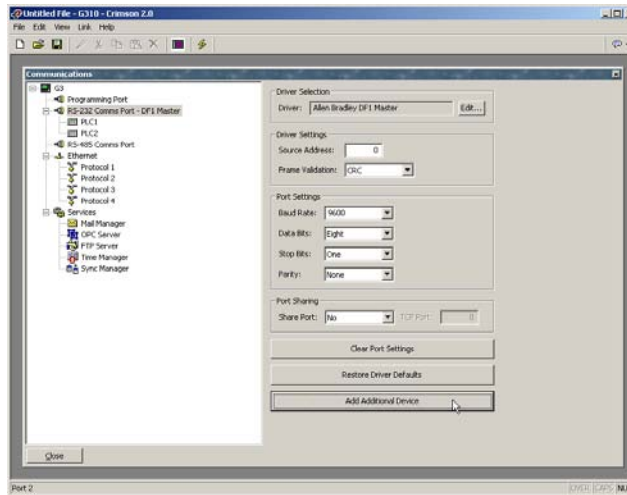 Untitled File - G310 - Crimson 2.0
File Edit View Link Help
Communications
G3
Programming Port
RS-232 Comms Port - DF1 Master
PLC1
PLC2
RS-485 Comms Port
Ethernet
Protocol 1
Protocol 2
Protocol 3
Protocol 4
Services
Mail Manager
OPC Server
FTP Server
Time Manager
Sync Manager
Driver Selection
Driver: Allen Bradley DF1 Master Edit...
Driver Settings
Source Address: 0
Frame Validation: CRC
Port Settings
Baud Rate: 9600
Data Bits: Eight
Stop Bits: One
Parity: None
Port Sharing
Share Port: No TCP Port: 0
Clear Port Settings
Restore Driver Defaults
Add Additional Device
Close
Port 2 OVER CAPS NU